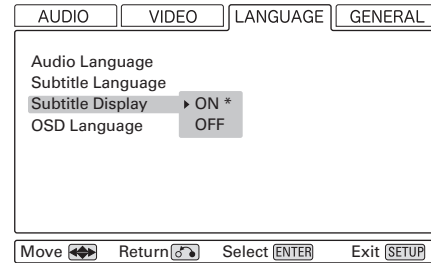 AUDIO VIDEO LANGUAGE GENERAL
Audio Language
Subtitle Language
Subtitle Display ON *
OSD Language OFF
Move Return Select ENTER Exit SETUP